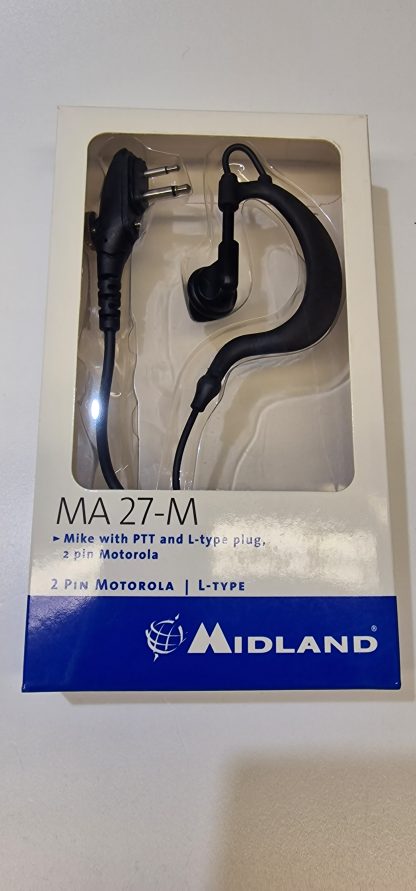 MA 27-M
► Mike with PTT and L-type plug,
2 pin Motorola
2 PIN MOTOROLA | L-TYPE
MIDLAND®